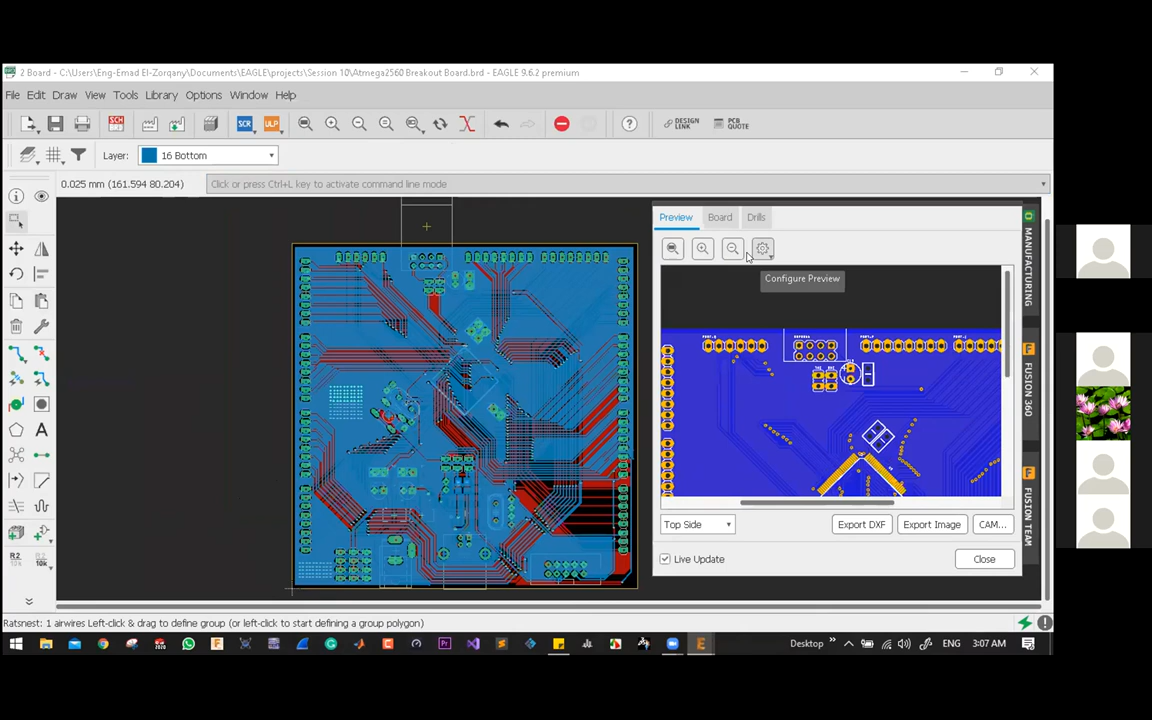 2 Board - C:\Users\Eng-Emad El-Zorqany\Documents\EAGLE\projects\Session 10\Atmega2560 Breakout Board.brd - EAGLE 9.6.2 premium
File Edit Draw View Tools Library Options Window Help
SCH SCR ULP DESIGN LINK PCB QUOTE
Layer: 16 Bottom
0.025 mm (161.594 80.204) Click or press Ctrl+L key to activate command line mode
Preview Board Drills
Configure Preview
MANUFACTURING
FUSION 360
FUSION TEAM
Top Side Export DXF Export Image CAM...
Live Update Close
R2 10k
Ratsnest: 1 airwires Left-click & drag to define group (or left-click to start defining a group polygon)
Desktop ENG 3:07 AM